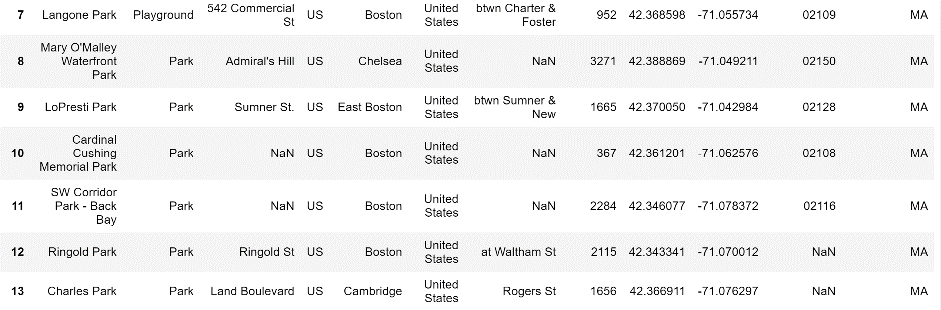 7 Langone Park Playground 542 Commercial St US Boston United States btwn Charter & Foster 952 42.368598 -71.055734 02109 MA
8 Mary O'Malley Waterfront Park Park Admiral's Hill US Chelsea United States NaN 3271 42.388869 -71.049211 02150 MA
9 LoPresti Park Park Sumner St. US East Boston United States btwn Sumner & New 1665 42.370050 -71.042984 02128 MA
10 Cardinal Cushing Memorial Park Park NaN US Boston United States NaN 367 42.361201 -71.062576 02108 MA
11 SW Corridor Park - Back Bay Park NaN US Boston United States NaN 2284 42.346077 -71.078372 02116 MA
12 Ringold Park Park Ringold St US Boston United States at Waltham St 2115 42.343341 -71.070012 NaN MA
13 Charles Park Park Land Boulevard US Cambridge United States Rogers St 1656 42.366911 -71.076297 NaN MA